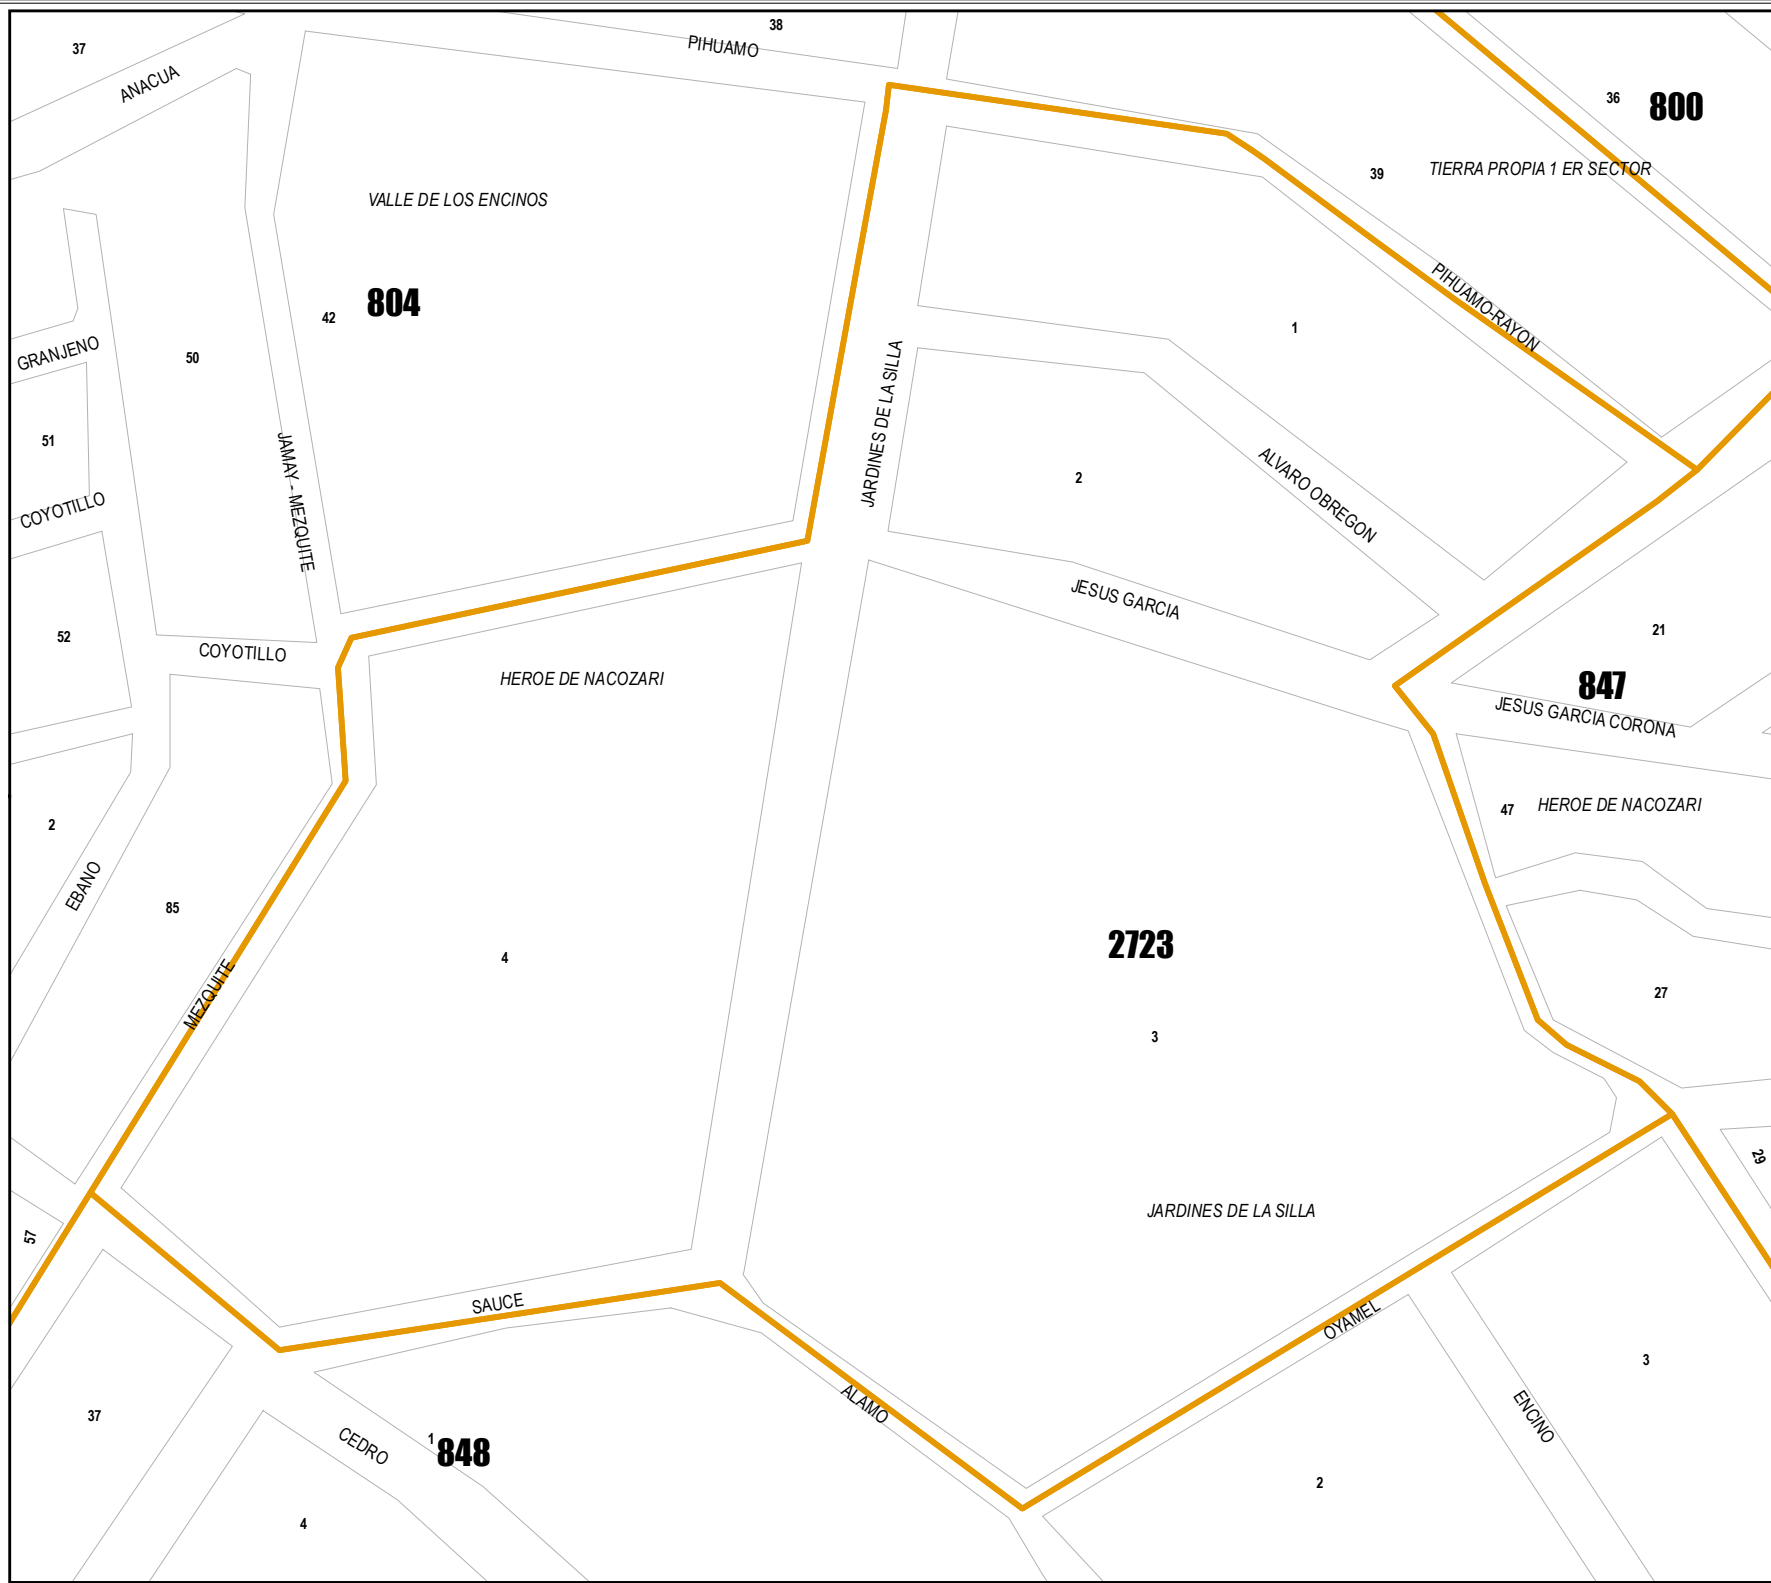 38
37
PIHUAMO
ANACUA
36
800
39
TIERRA PROPIA 1 ER SECTOR
VALLE DE LOS ENCINOS
804
42
PIHUAMO-RAYON
1
GRANJENO
50
JARDINES DE LA SILLA
51
JAMAY - MEZQUITE
2
ALVARO OBREGON
COYOTILLO
JESUS GARCIA
52
21
COYOTILLO
HEROE DE NACOZARI
847
JESUS GARCIA CORONA
47
HEROE DE NACOZARI
2
EBANO
85
2723
4
MEZQUITE
27
3
29
JARDINES DE LA SILLA
57
SAUCE
OYAMEL
3
ALAMO
ENCINO
37
CEDRO
1
848
2
4